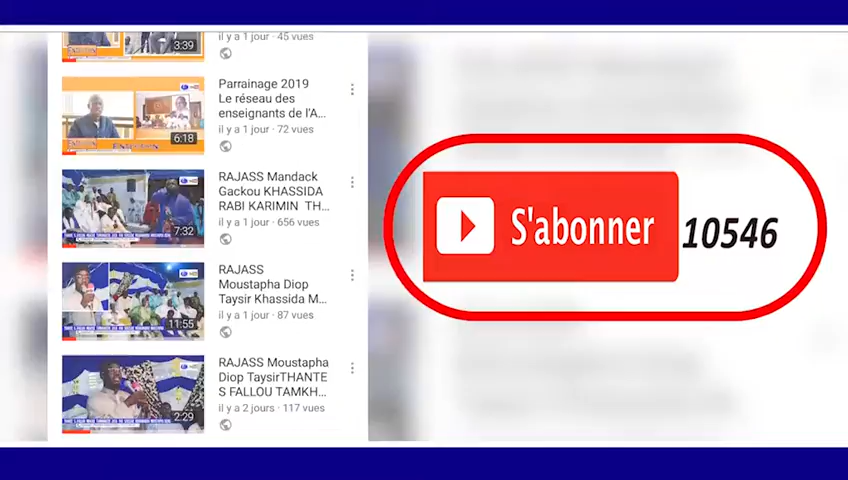 3:39
il y a 1 jour · 45 vues
6:18
Parrainage 2019
Le réseau des
enseignants de l'A...
il y a 1 jour · 72 vues
7:32
RAJASS Mandack
Gackou KHASSIDA
RABI KARIMIN TH...
il y a 1 jour · 656 vues
11:55
RAJASS
Moustapha Diop
Taysir Khassida M...
il y a 1 jour · 87 vues
2:29
RAJASS Moustapha
Diop TaysirTHANTE
S FALLOU TAMKH...
il y a 2 jours · 117 vues
S'abonner
10546